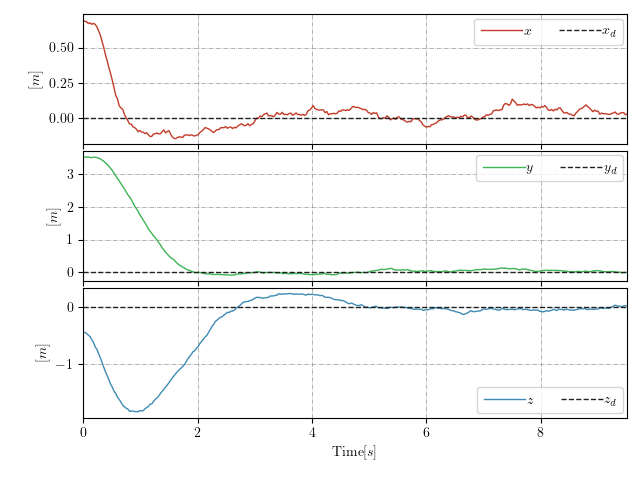 x x_d
0.50
0.25
0.00
[m]
y y_d
3
2
1
0
[m]
0
−1
[m]
z z_d
0 2 4 6 8
Time[s]